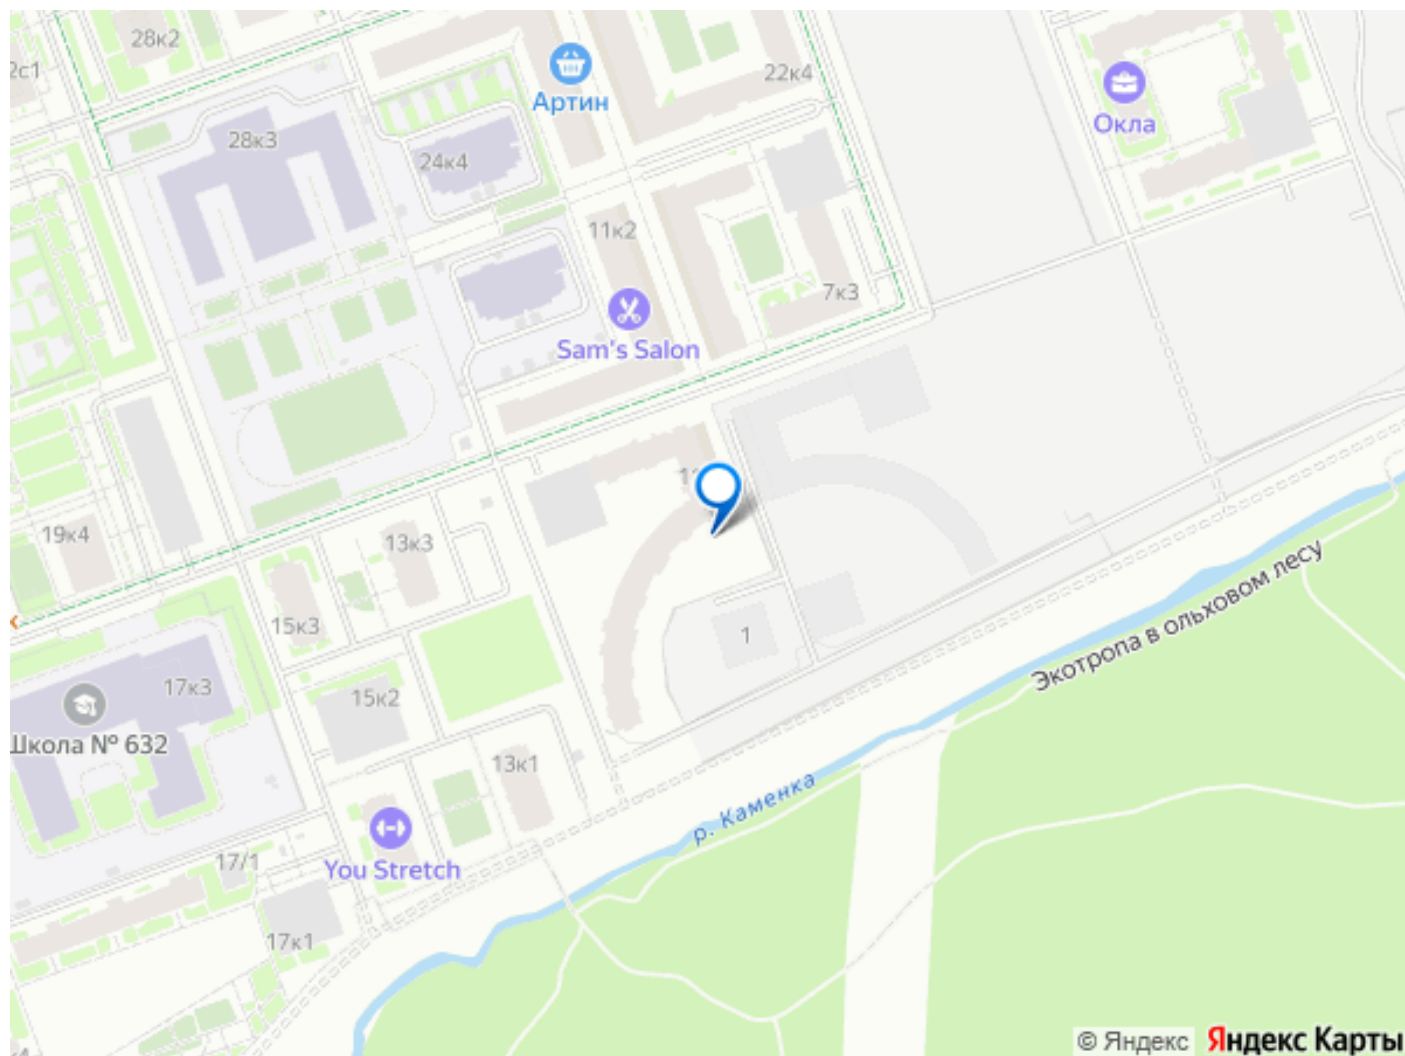 28к2
2с1
Артин
22к4
Окла
28к3
24к4
11к2
7к3
Sam's Salon
19к4
13к3
15к3
1
Экотропа в ольховом лесу
17к3
15к2
Школа № 632
13к1
р. Каменка
17/1
You Stretch
17к1
© Яндекс Яндекс Карты